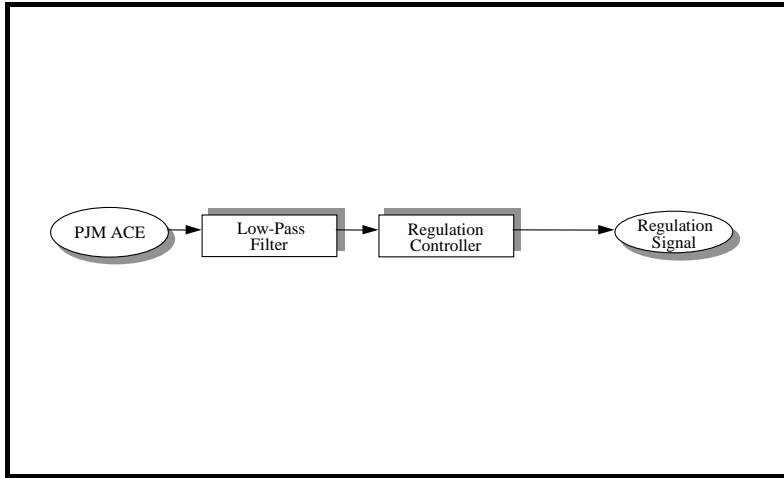 PJM ACE
Low-Pass
Filter
Regulation
Controller
Regulation
Signal